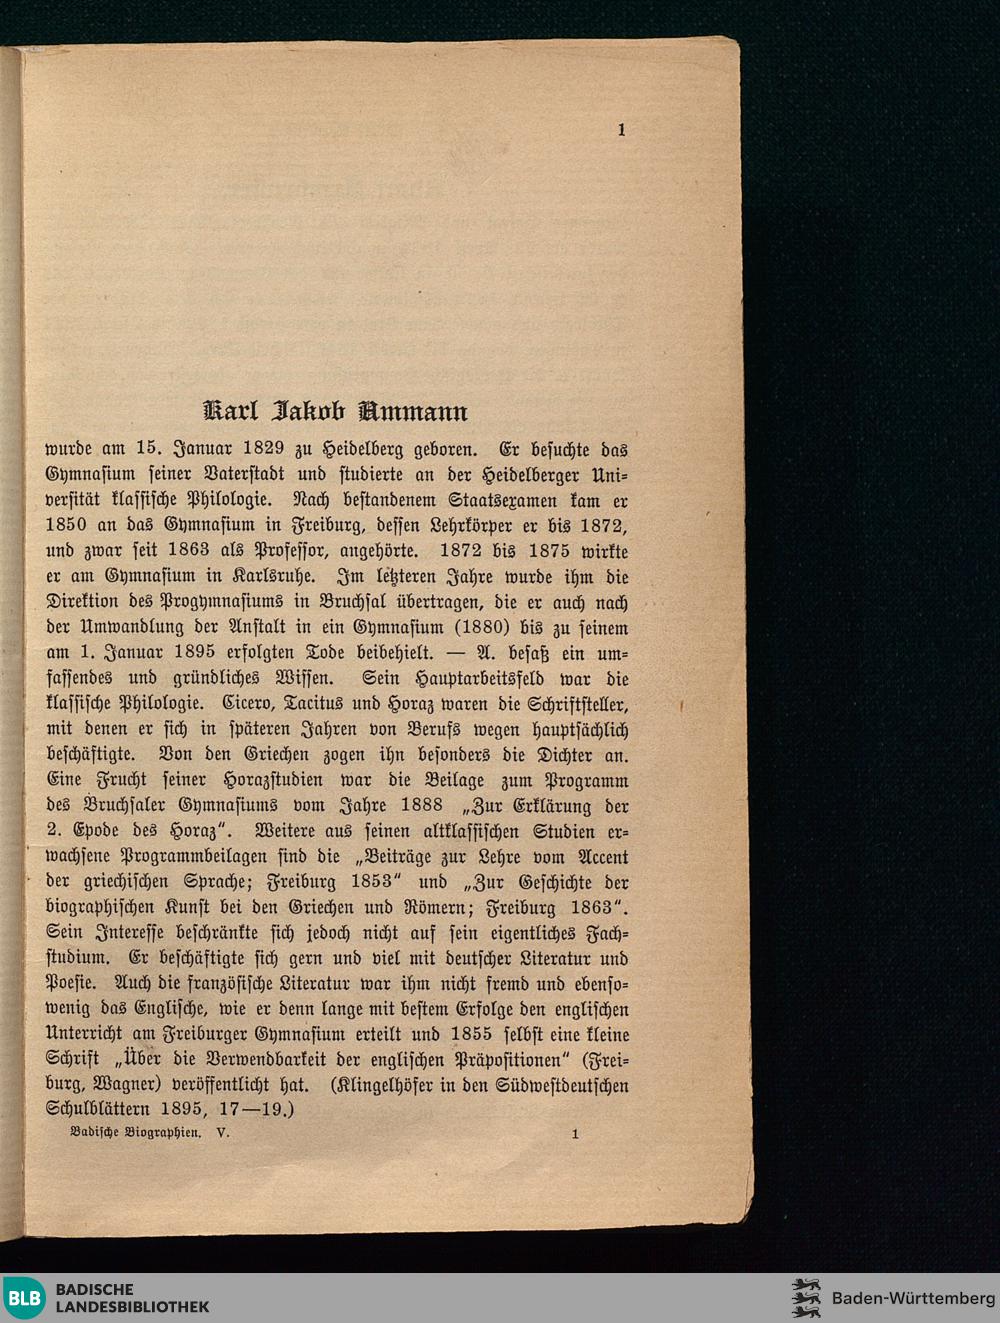 1
Karl Jakob Ammann
wurde am 15. Januar 1829 zu Heidelberg geboren. Er besuchte das
Gymnasium seiner Vaterstadt und studierte an der Heidelberger Uni-
versität klassische Philologie. Nach bestandenem Staatsexamen kam er
1850 an das Gymnasium in Freiburg, dessen Lehrkörper er bis 1872,
und zwar seit 1863 als Professor, angehörte. 1872 bis 1875 wirkte
er am Gymnasium in Karlsruhe. Im letzteren Jahre wurde ihm die
Direktion des Progymnasiums in Bruchsal übertragen, die er auch nach
der Umwandlung der Anstalt in ein Gymnasium (1880) bis zu seinem
am 1. Januar 1895 erfolgten Tode beibehielt. — A. besaß ein um-
fassendes und gründliches Wissen. Sein Hauptarbeitsfeld war die
klassische Philologie. Cicero, Tacitus und Horaz waren die Schriftsteller,
mit denen er sich in späteren Jahren von Berufs wegen hauptsächlich
beschäftigte. Von den Griechen zogen ihn besonders die Dichter an.
Eine Frucht seiner Horazstudien war die Beilage zum Programm
des Bruchsaler Gymnasiums vom Jahre 1888 „Zur Erklärung der
2. Epode des Horaz“. Weitere aus seinen altklassischen Studien er-
wachsene Programmbeilagen sind die „Beiträge zur Lehre vom Accent
der griechischen Sprache; Freiburg 1853“ und „Zur Geschichte der
biographischen Kunst bei den Griechen und Römern; Freiburg 1863“.
Sein Interesse beschränkte sich jedoch nicht auf sein eigentliches Fach-
studium. Er beschäftigte sich gern und viel mit deutscher Literatur und
Poesie. Auch die französische Literatur war ihm nicht fremd und ebenso-
wenig das Englische, wie er denn lange mit bestem Erfolge den englischen
Unterricht am Freiburger Gymnasium erteilt und 1855 selbst eine kleine
Schrift „Über die Verwendbarkeit der englischen Präpositionen“ (Frei-
burg, Wagner) veröffentlicht hat. (Klingelhöfer in den Südwestdeutschen
Schulblättern 1895, 17—19.)
Badische Biographien. V. 1
BLB BADISCHE
LANDESBIBLIOTHEK
Baden-Württemberg